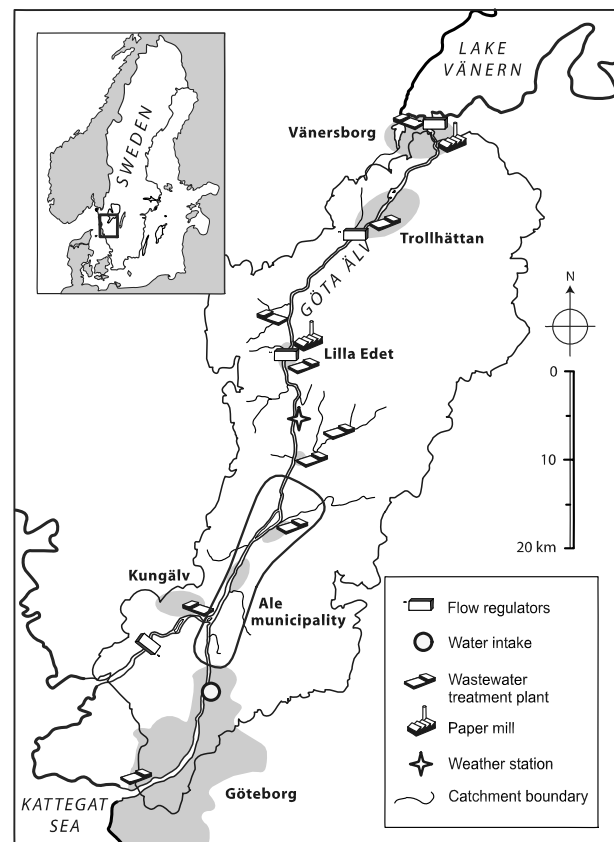 LAKE
VÄNERN
SWEDEN
Vänersborg
Trollhättan
GÖTA ÄLV
N
Lilla Edet
0
10
20 km
Kungälv
Ale
municipality
Flow regulators
Water intake
Wastewater
treatment plant
Paper mill
Weather station
Catchment boundary
Göteborg
KATTEGAT
SEA